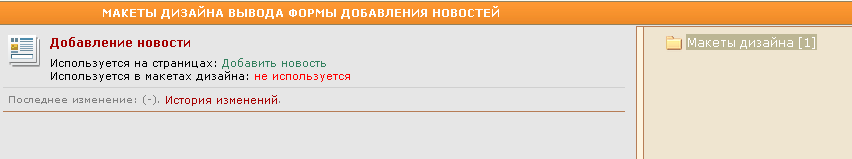 МАКЕТЫ ДИЗАЙНА ВЫВОДА ФОРМЫ ДОБАВЛЕНИЯ НОВОСТЕЙ
Добавление новости
Используется на страницах: Добавить новость
Используется в макетах дизайна: не используется
Последнее изменение: (-). История изменений.
Макеты дизайна [1]